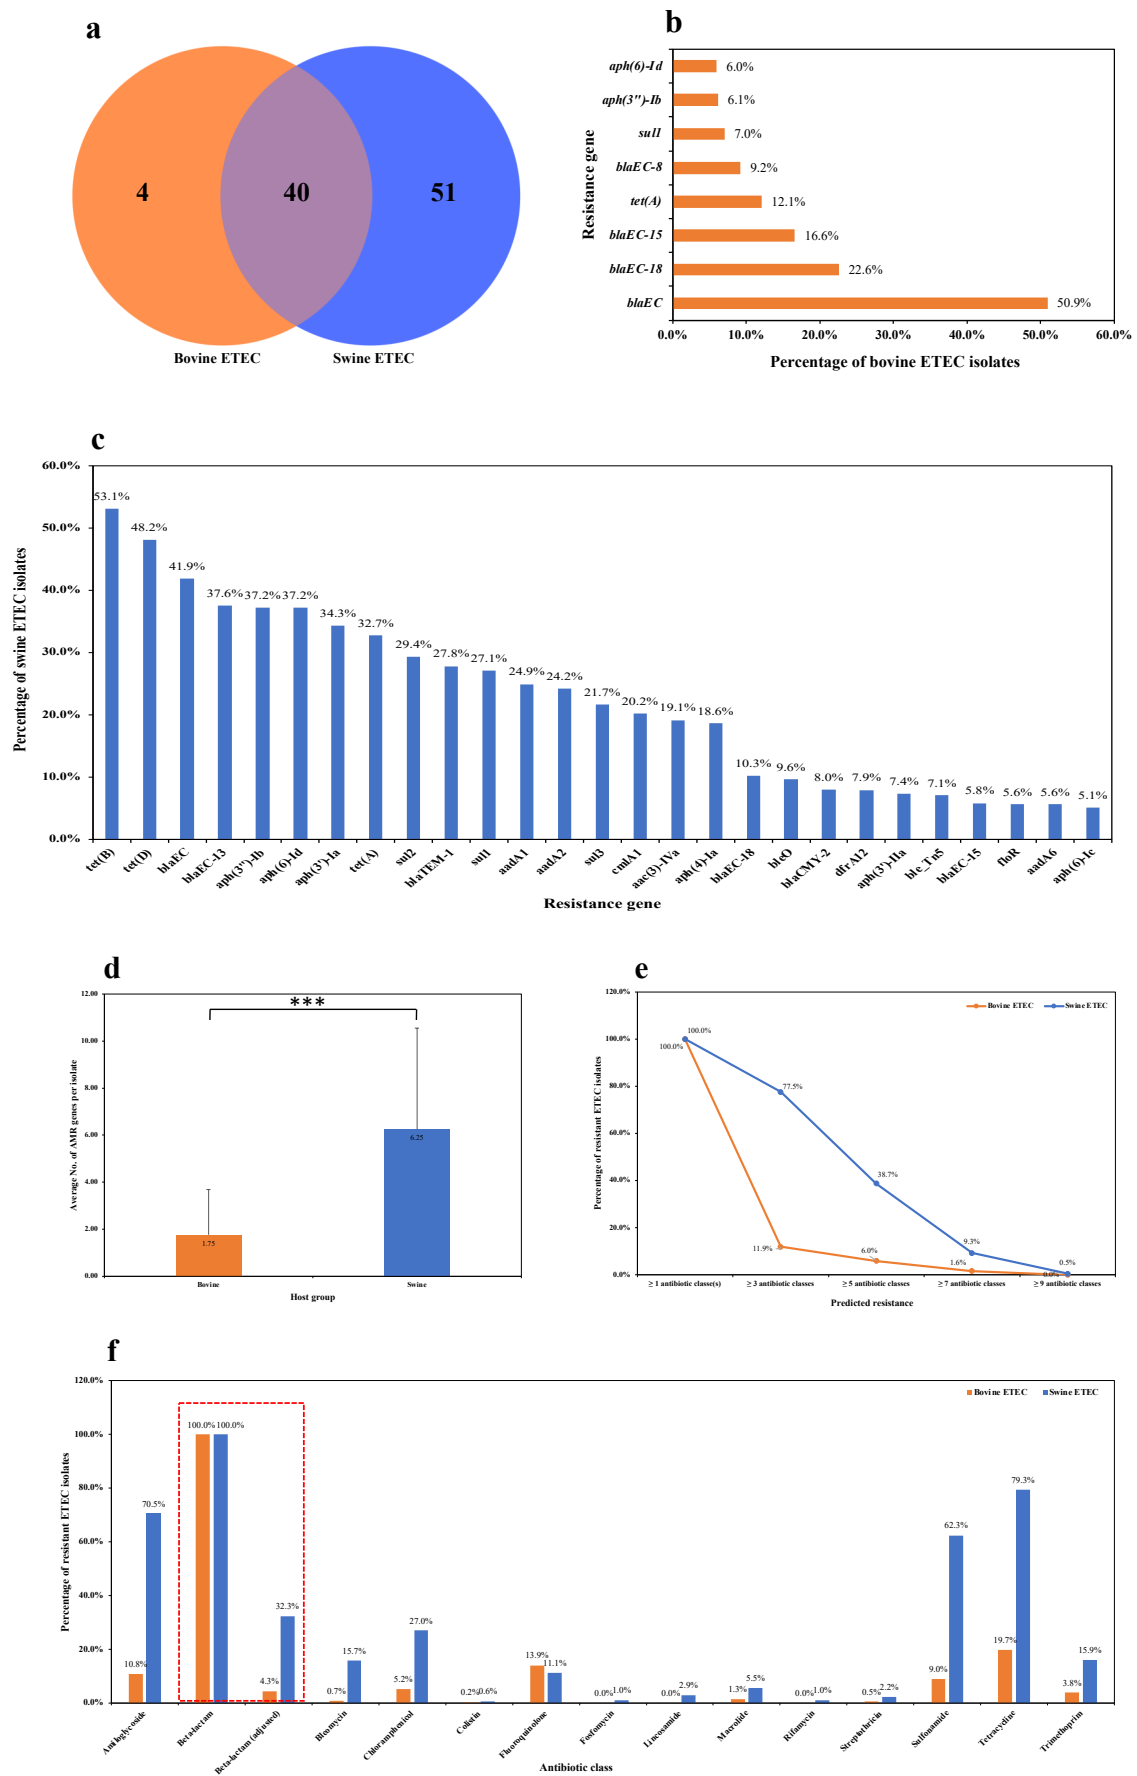 a
4
40
51
Bovine ETEC
Swine ETEC
b
Resistance gene
aph(6)-Id
6.0%
aph(3'')-Ib
6.1%
sul1
7.0%
blaEC-8
9.2%
tet(A)
12.1%
blaEC-15
16.6%
blaEC-18
22.6%
blaEC
50.9%
0.0% 10.0% 20.0% 30.0% 40.0% 50.0% 60.0%
Percentage of bovine ETEC isolates
c
Percentage of swine ETEC isolates
60.0%
50.0%
40.0%
30.0%
20.0%
10.0%
0.0%
53.1% 48.2% 41.9% 37.6% 37.2% 37.2% 34.3% 32.7% 29.4% 27.8% 27.1% 24.9% 24.2% 21.7% 20.2% 19.1% 18.6% 10.3% 9.6% 8.0% 7.9% 7.4% 7.1% 5.8% 5.6% 5.6% 5.1%
tet(B) tet(D) blaEC blaEC-13 aph(3'')-Ib aph(6)-Id aph(3')-Ia tet(A) sul2 blaTEM-1 sul1 aadA1 aadA2 sul3 cmlA1 aac(3)-IVa aph(4)-Ia blaEC-18 bleO blaCMY-2 dfrA12 aph(3')-IIa ble_Tn5 blaEC-15 floR aadA6 aph(6)-Ic
Resistance gene
d
Average No. of AMR genes per isolate
12.00
10.00
8.00
6.00
4.00
2.00
0.00
***
1.75
6.25
Bovine Swine
Host group
e
Percentage of resistant ETEC isolates
120.0%
100.0%
80.0%
60.0%
40.0%
20.0%
0.0%
Bovine ETEC Swine ETEC
100.0%
100.0%
77.5%
38.7%
11.9%
6.0%
9.3%
1.6%
0.5%
0.0%
≥ 1 antibiotic classe(s) ≥ 3 antibiotic classes ≥ 5 antibiotic classes ≥ 7 antibiotic classes ≥ 9 antibiotic classes
Predicted resistance
f
Percentage of resistant ETEC isolates
120.0%
100.0%
80.0%
60.0%
40.0%
20.0%
0.0%
Bovine ETEC Swine ETEC
10.8% 70.5% 100.0% 100.0% 4.3% 32.3% 0.7% 15.7% 5.2% 27.0% 0.2% 0.6% 13.9% 11.1% 0.0% 1.0% 0.0% 2.9% 1.3% 5.5% 0.0% 1.0% 0.5% 2.2% 9.0% 62.3% 19.7% 79.3% 3.8% 15.9%
Beta-lactam Beta-lactam (adjusted) Bleomycin Chloramphenicol Colistin Fluoroquinolone Fosfomycin Lincosamide Macrolide Rifamycin Streptothricin Sulfonamide Tetracycline Trimethoprim
Antibiotic class